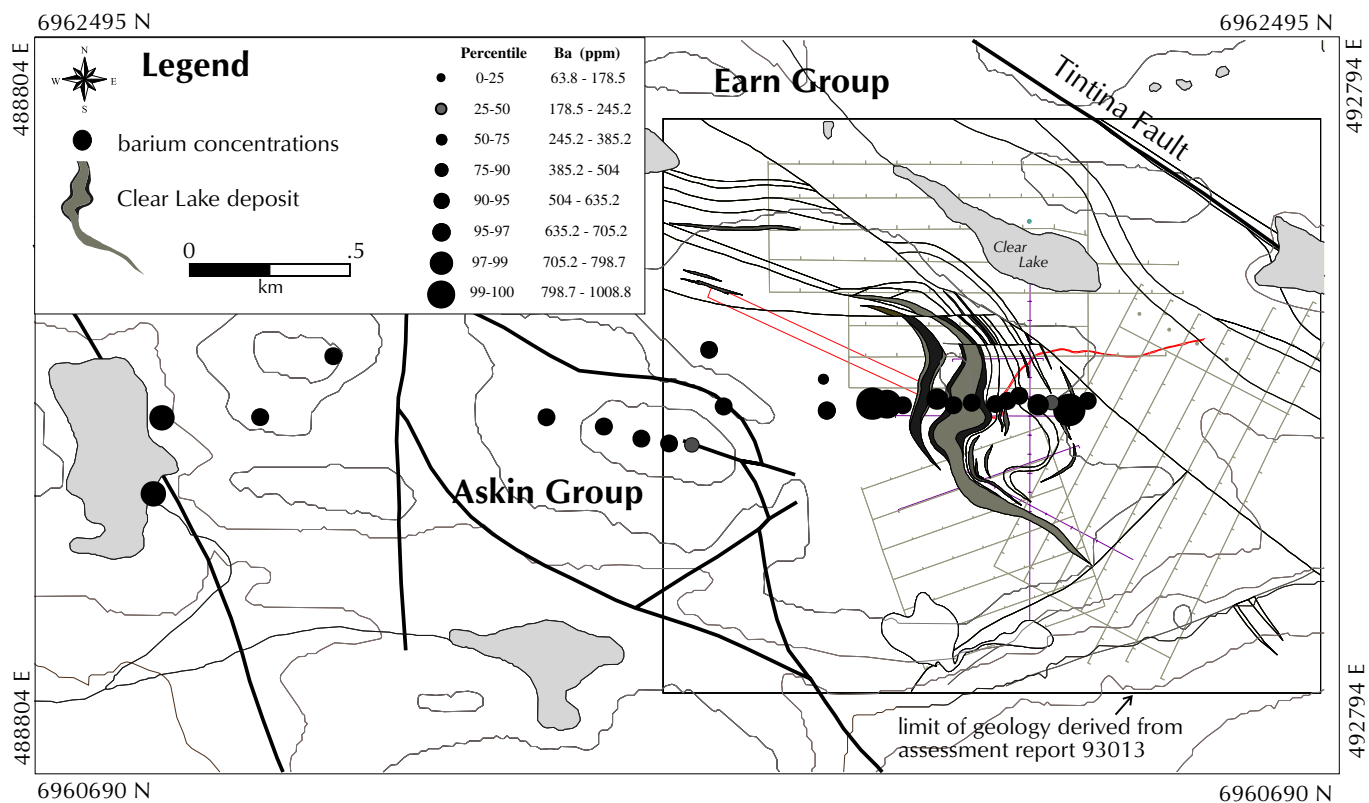 6962495 N
6962495 N
488804 E
492794 E
Legend
N
W
E
S
barium concentrations
Clear Lake deposit
0
.5
km
Percentile Ba (ppm)
0-25 63.8 - 178.5
25-50 178.5 - 245.2
50-75 245.2 - 385.2
75-90 385.2 - 504
90-95 504 - 635.2
95-97 635.2 - 705.2
97-99 705.2 - 798.7
99-100 798.7 - 1008.8
Earn Group
Tintina Fault
Clear
Lake
Askin Group
limit of geology derived from
assessment report 93013
488804 E
492794 E
6960690 N
6960690 N